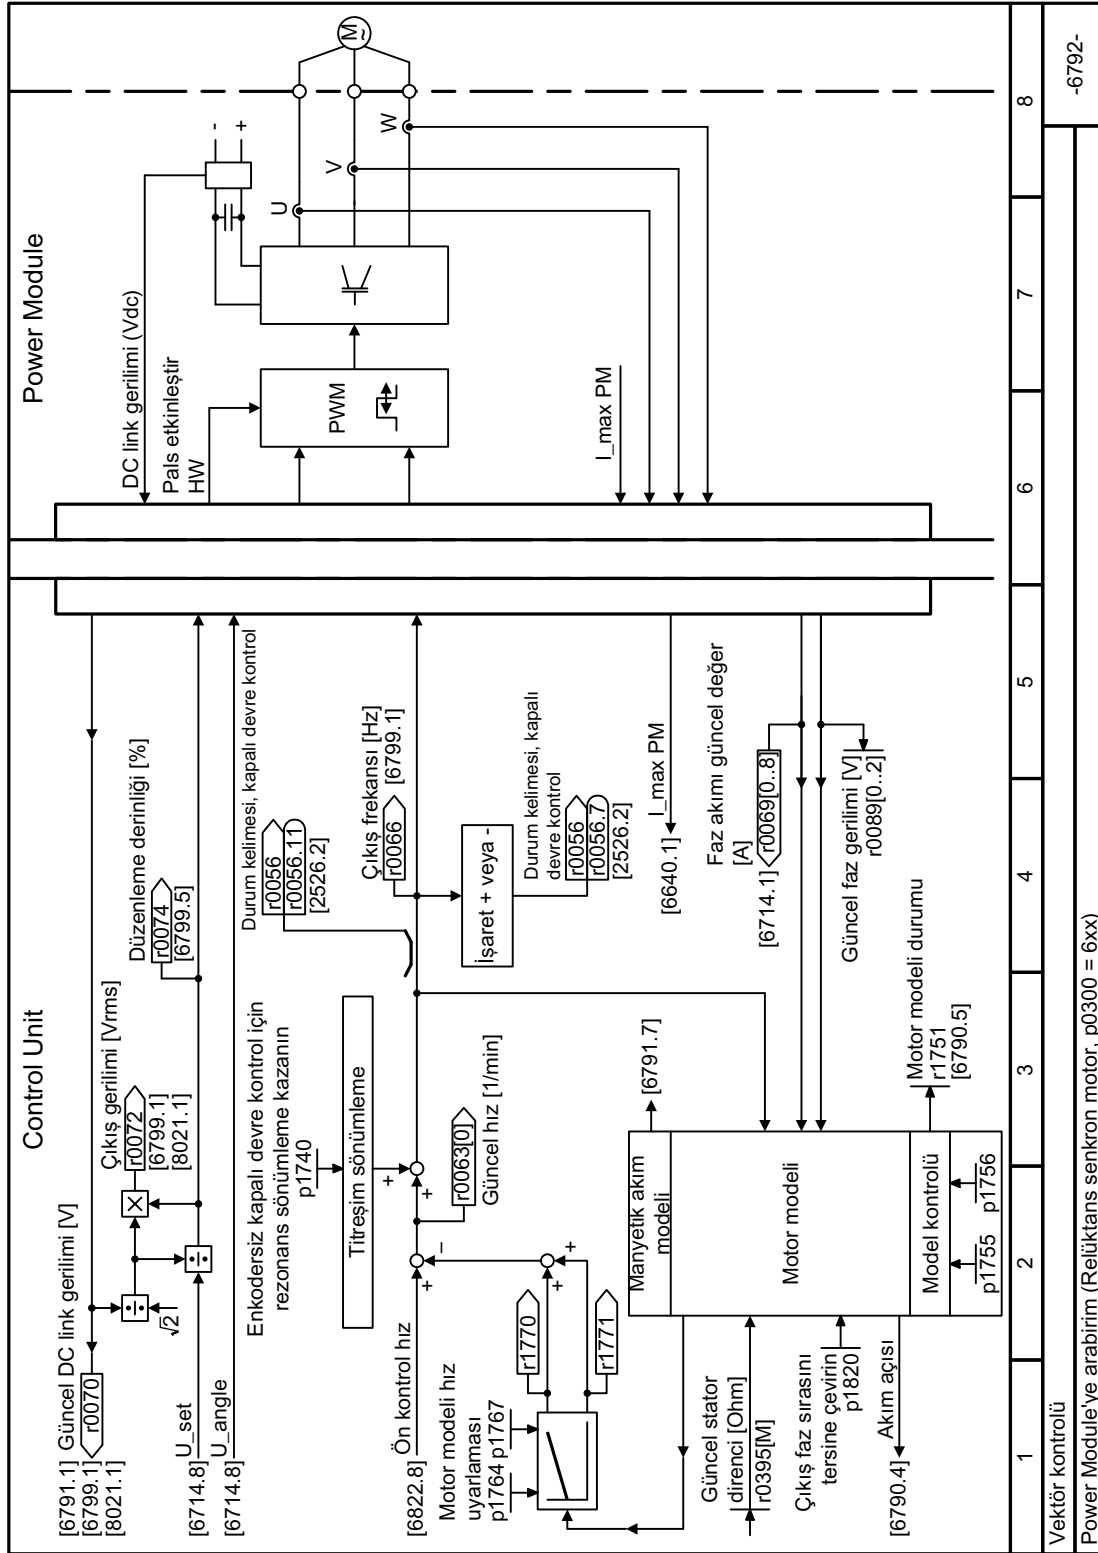 Control Unit
Power Module
[6791.1]
[6799.1]
[8021.1]
Güncel DC link gerilimi [V]
r0070
√2
Çıkış gerilimi [Vrms]
r0072
[6799.1]
[8021.1]
Düzenleme derinliği [%]
r0074
[6799.5]
DC link gerilimi (Vdc)
Pals etkinleştir
HW
-
+
[6714.8]
U_set
[6714.8]
U_angle
Enkodersiz kapalı devre kontrol için
rezonans sönümleme kazanın
p1740
Titreşim sönümleme
Durum kelimesi, kapalı devre kontrol
r0056
r0056.11
[2526.2]
PWM
U
V
W
M
~
[6822.8]
Ön kontrol hız
+
–
+
+
r0063[0]
Güncel hız [1/min]
Çıkış frekansı [Hz]
r0066
[6799.1]
İşaret + veya -
Durum kelimesi, kapalı
devre kontrol
r0056
r0056.7
[2526.2]
Motor modeli hız
uyarlaması
p1764 p1767
r1770
r1771
+
+
I_max PM
[6640.1]
I_max PM
Manyetik akım
modeli
[6791.7]
Faz akımı güncel değer
[A]
[6714.1]
r0069[0..8]
Güncel stator
direnci [Ohm]
r0395[M]
Motor modeli
Güncel faz gerilimi [V]
r0089[0..2]
Çıkış faz sırasını
tersine çevirin
p1820
Akım açısı
[6790.4]
Model kontrolü
p1755
p1756
Motor modeli durumu
r1751
[6790.5]
1
2
3
4
5
6
7
8
Vektör kontrolü
Power Module'ye arabirim (Relüktans senkron motor, p0300 = 6xx)
-6792-